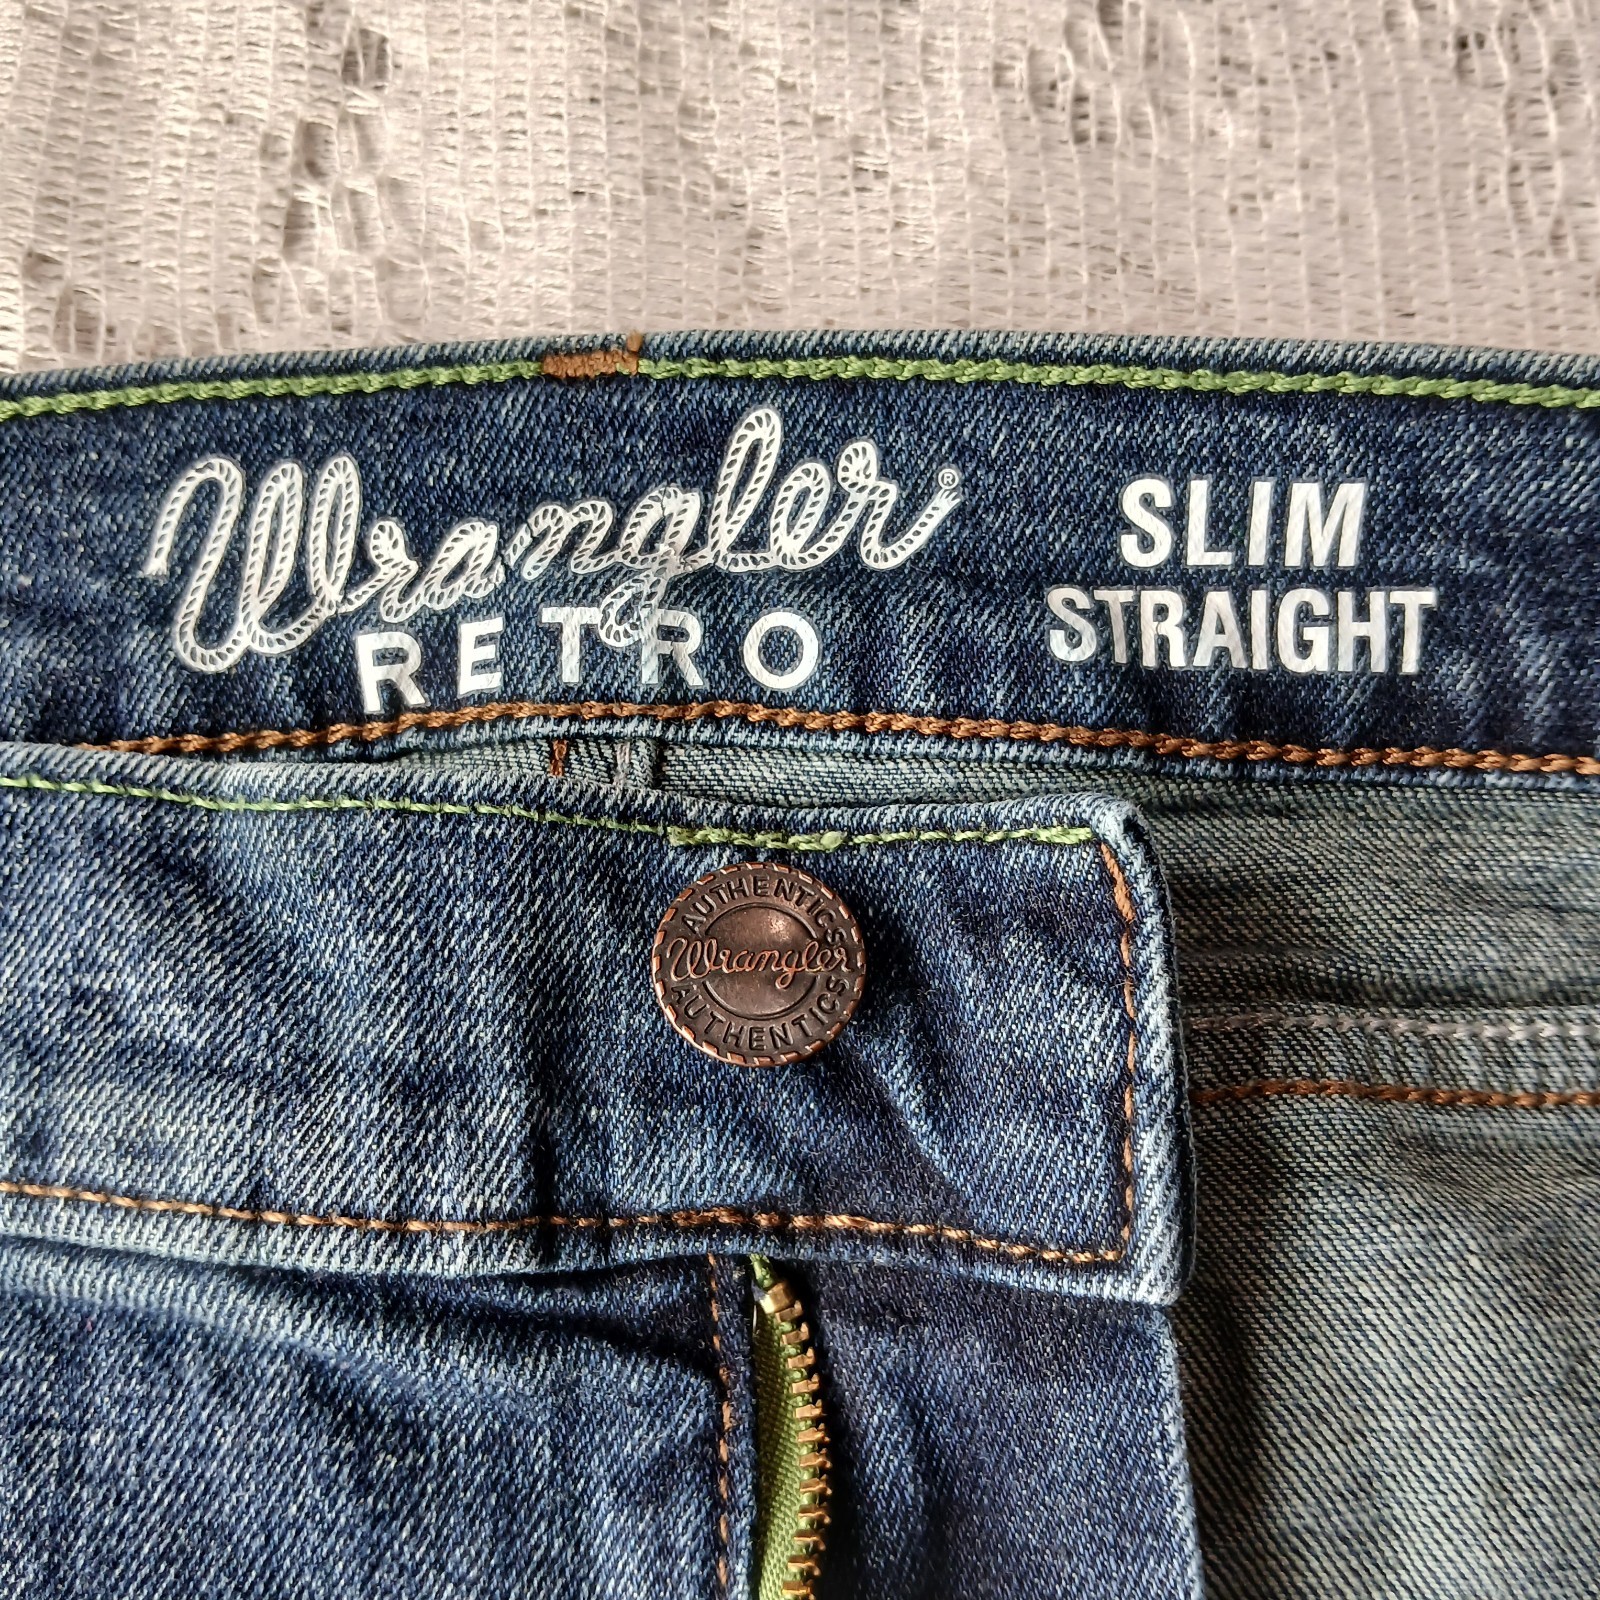 Wrangler®
RETRO
SLIM
STRAIGHT
AUTHENTICS
Wrangler
AUTHENTICS